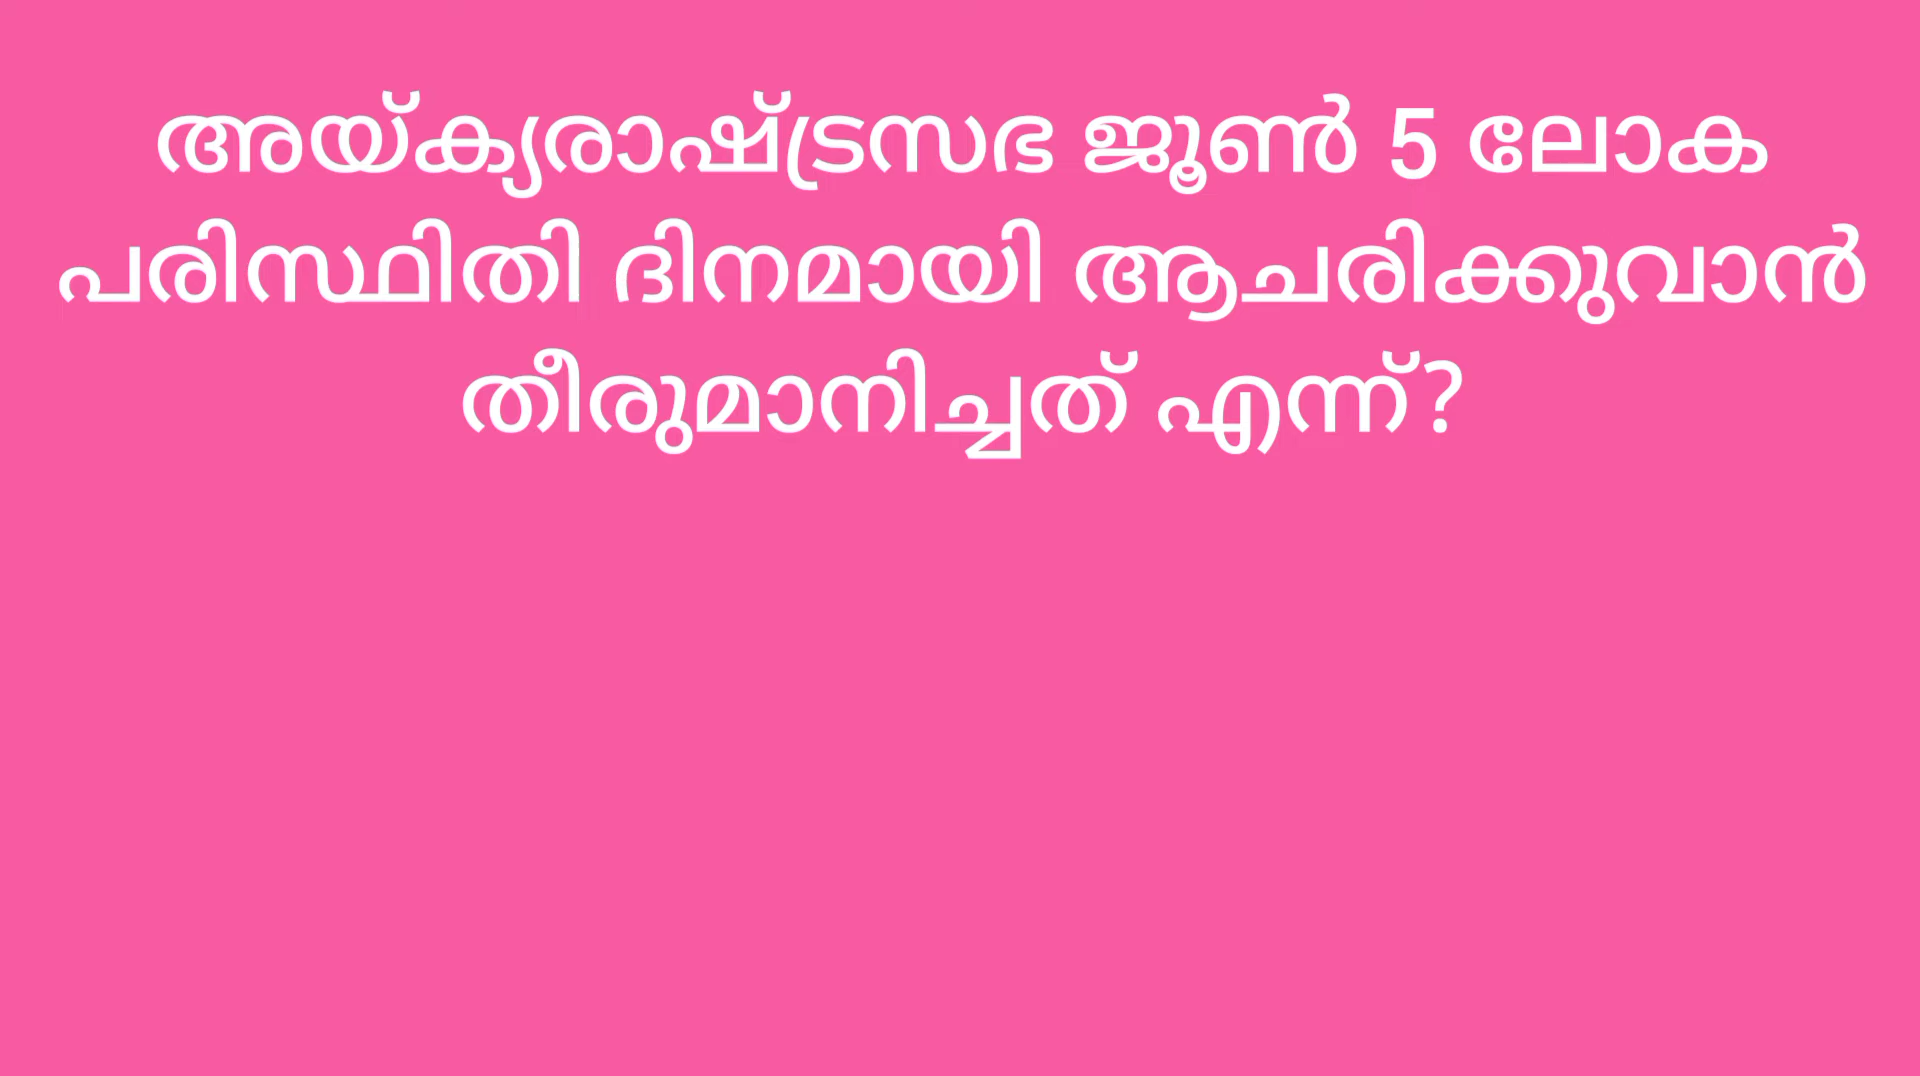 അയ്ക്യരാഷ്ട്രസഭ ജൂൺ 5 ലോക
പരിസ്ഥിതി ദിനമായി ആചരിക്കുവാൻ
തീരുമാനിച്ചത് എന്ന്?